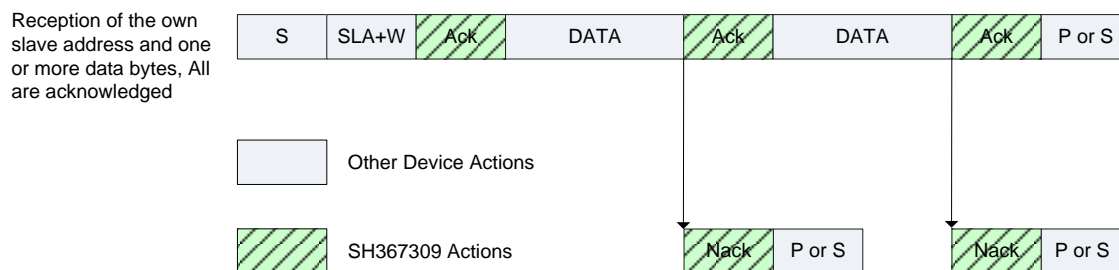 Reception of the own
slave address and one
or more data bytes, All
are acknowledged
S SLA+W Ack DATA Ack DATA Ack P or S
Other Device Actions
SH367309 Actions
Nack P or S Nack P or S